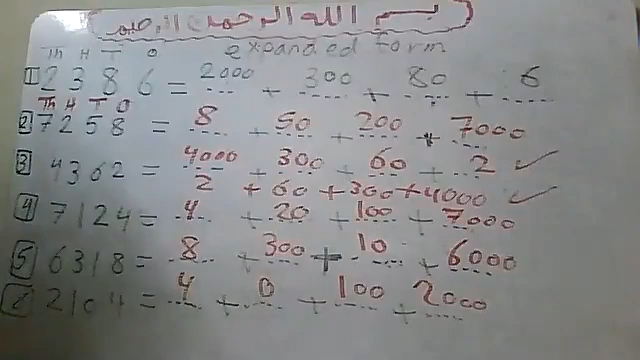 بسم الله الرحمن الرحيم
Th H T O expanded form
1 2386 = 2000 + 300 + 80 + 6
Th H T O
2 7258 = 8 + 50 + 200 + 7000
3 4362 = 4000 + 300 + 60 + 2 ✓
2 + 60 + 300 + 4000 ✓
4 7124 = 4 + 20 + 100 + 7000
5 6318 = 8 + 300 + 10 + 6000
2104 = 4 + 0 + 100 + 2000